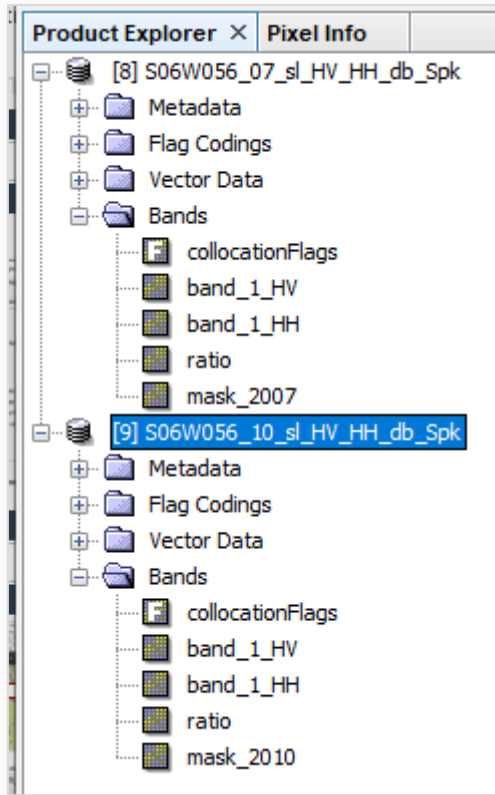 Product Explorer × Pixel Info
[8] S06W056_07_sl_HV_HH_db_Spk
Metadata
Flag Codings
Vector Data
Bands
F collocationFlags
band_1_HV
band_1_HH
ratio
mask_2007
[9] S06W056_10_sl_HV_HH_db_Spk
Metadata
Flag Codings
Vector Data
Bands
F collocationFlags
band_1_HV
band_1_HH
ratio
mask_2010